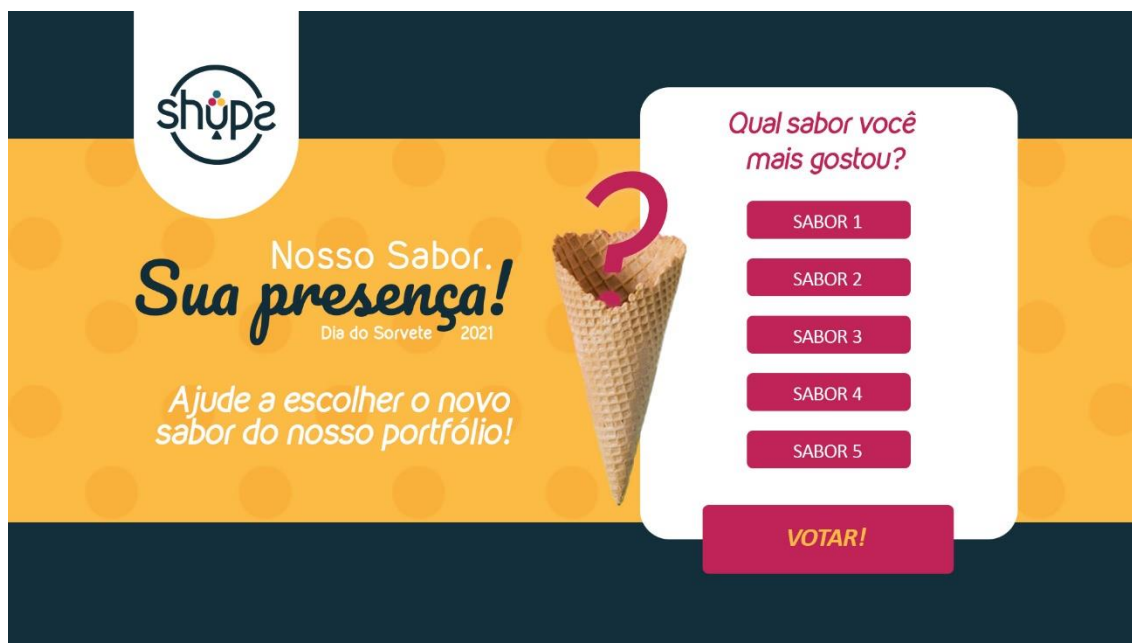 shups
Nosso Sabor.
Sua presença!
Dia do Sorvete 2021
Ajude a escolher o novo
sabor do nosso portfólio!
?
Qual sabor você
mais gostou?
SABOR 1
SABOR 2
SABOR 3
SABOR 4
SABOR 5
VOTAR!